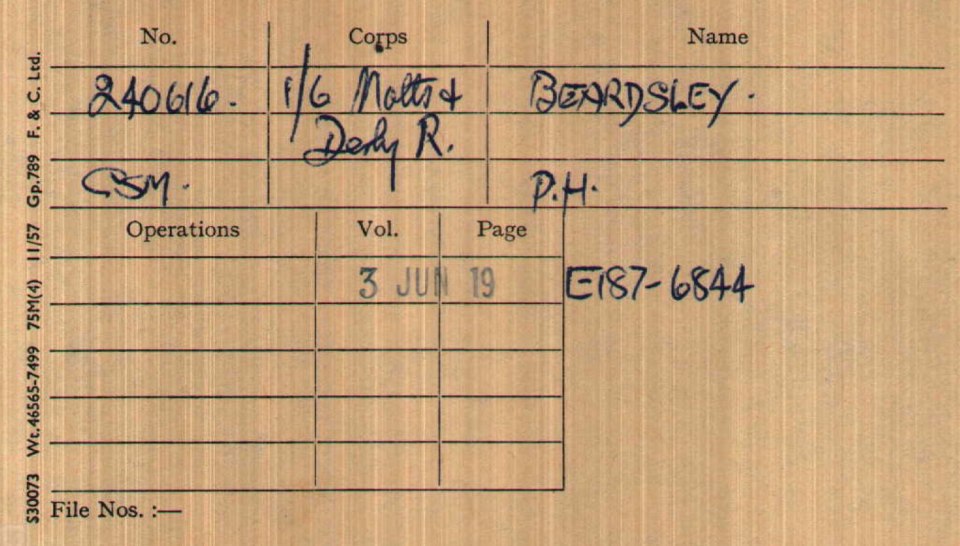 No. Corps Name
240616. 1/6 Notts & BEARDSLEY.
Derby R.
CSM. P.H.
Operations Vol. Page
3 JUN 19 E187-6844
File Nos. :—
S30073 Wt.46565-7499 75M(4) 11/57 Gp.789 F. & C. Ltd.